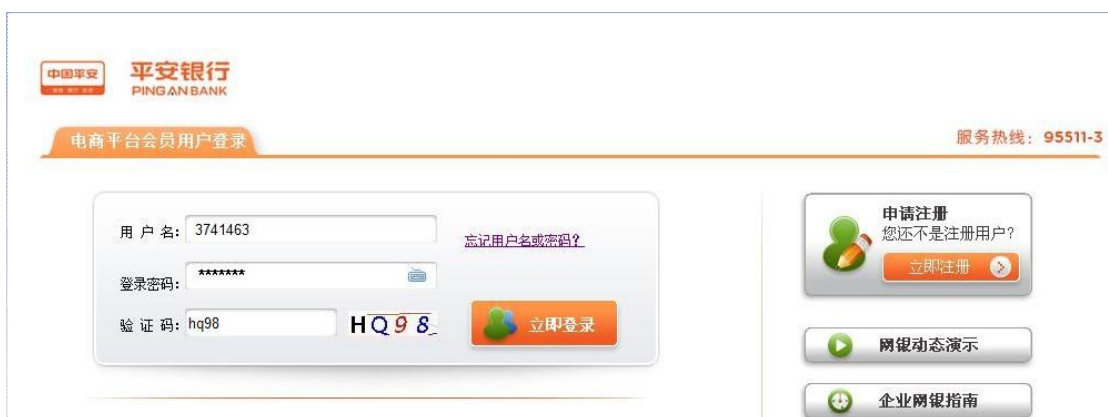 中国平安
平安银行
PING AN BANK
电商平台会员用户登录
服务热线：95511-3
用 户 名: 3741463
忘记用户名或密码?
登录密码: *******
验 证 码: hq98
HQ98
立即登录
申请注册
您还不是注册用户?
立即注册
网银动态演示
企业网银指南